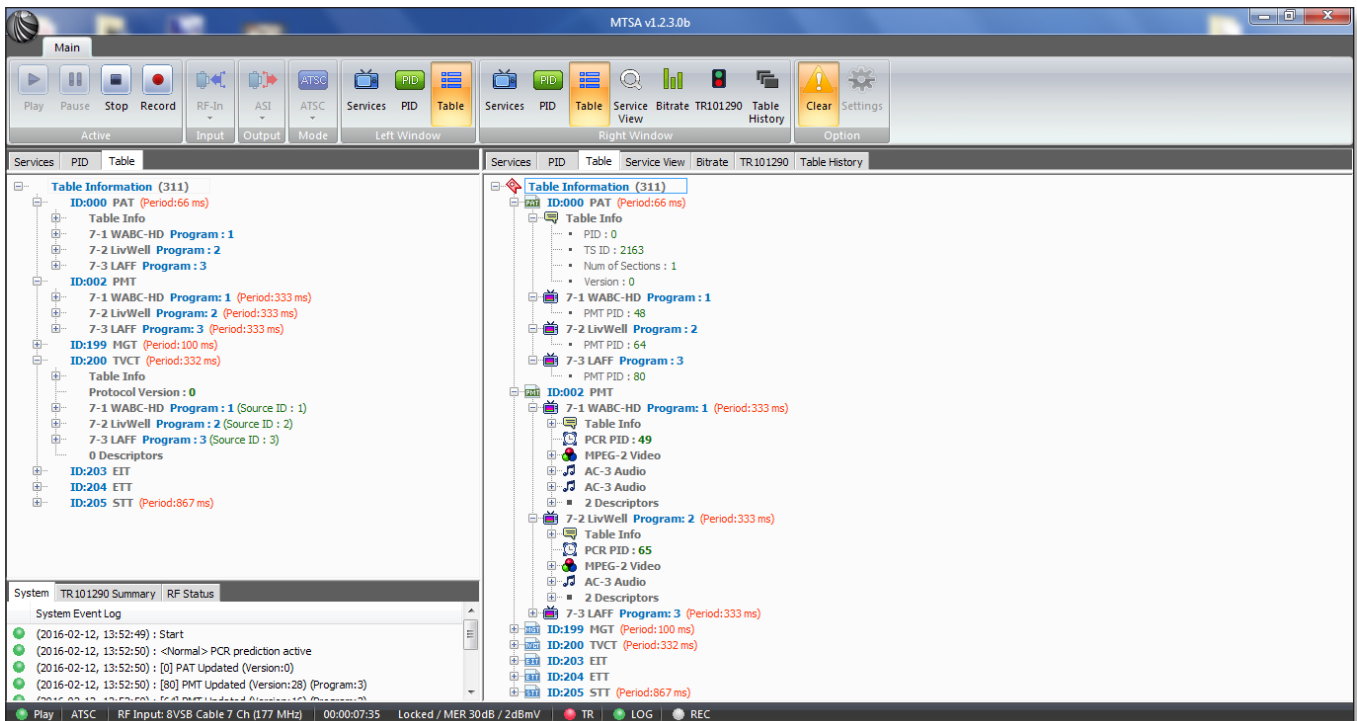 MTSA v1.2.3.0b
Main
Play Pause Stop Record RF-In ASI ATSC Services PID Table Services PID Table Service View Bitrate TR101290 Table History Clear Settings
Active Input Output Mode Left Window Right Window Option
Services PID Table
Table Information (311)
ID:000 PAT (Period:66 ms)
Table Info
7-1 WABC-HD Program : 1
7-2 LivWell Program : 2
7-3 LAFF Program : 3
ID:002 PMT
7-1 WABC-HD Program: 1 (Period:333 ms)
7-2 LivWell Program: 2 (Period:333 ms)
7-3 LAFF Program: 3 (Period:333 ms)
ID:199 MGT (Period:100 ms)
ID:200 TVCT (Period:332 ms)
Table Info
Protocol Version : 0
7-1 WABC-HD Program : 1 (Source ID : 1)
7-2 LivWell Program : 2 (Source ID : 2)
7-3 LAFF Program : 3 (Source ID : 3)
0 Descriptors
ID:203 EIT
ID:204 ETT
ID:205 STT (Period:867 ms)
System TR101290 Summary RF Status
System Event Log
(2016-02-12, 13:52:49) : Start
(2016-02-12, 13:52:50) : <Normal> PCR prediction active
(2016-02-12, 13:52:50) : [0] PAT Updated (Version:0)
(2016-02-12, 13:52:50) : [80] PMT Updated (Version:28) (Program:3)
Services PID Table Service View Bitrate TR101290 Table History
Table Information (311)
PAT ID:000 PAT (Period:66 ms)
Table Info
PID : 0
TS ID : 2163
Num of Sections : 1
Version : 0
7-1 WABC-HD Program : 1
PMT PID : 48
7-2 LivWell Program : 2
PMT PID : 64
7-3 LAFF Program : 3
PMT PID : 80
PMT ID:002 PMT
7-1 WABC-HD Program: 1 (Period:333 ms)
Table Info
PCR PID : 49
MPEG-2 Video
AC-3 Audio
AC-3 Audio
2 Descriptors
7-2 LivWell Program: 2 (Period:333 ms)
Table Info
PCR PID : 65
MPEG-2 Video
AC-3 Audio
2 Descriptors
7-3 LAFF Program: 3 (Period:333 ms)
ID:199 MGT (Period:100 ms)
ID:200 TVCT (Period:332 ms)
ID:203 EIT
ID:204 ETT
ID:205 STT (Period:867 ms)
Play ATSC RF Input: 8VSB Cable 7 Ch (177 MHz) 00:00:07:35 Locked / MER 30dB / 2dBmV TR LOG REC